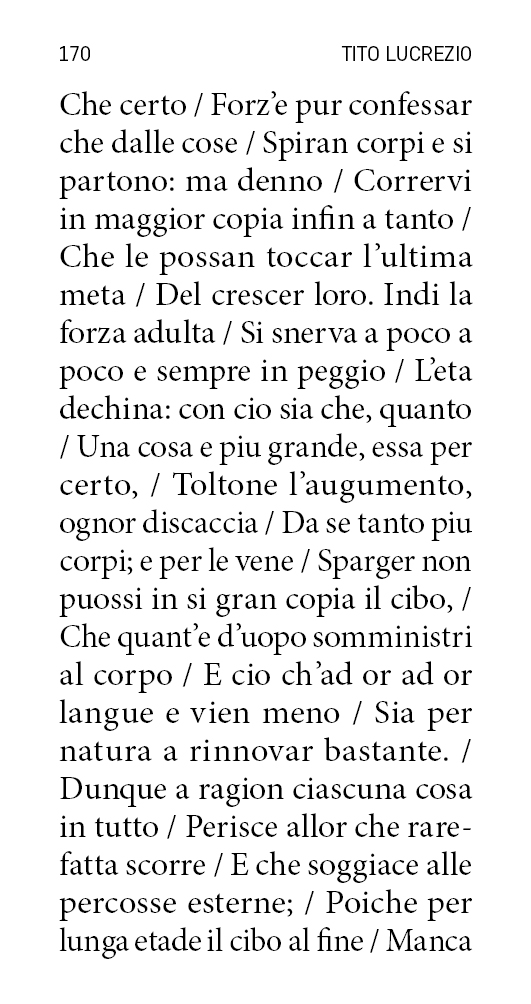 170 TITO LUCREZIO
Che certo / Forz’e pur confessar
che dalle cose / Spiran corpi e si
partono: ma denno / Corrervi
in maggior copia infin a tanto /
Che le possan toccar l’ultima
meta / Del crescer loro. Indi la
forza adulta / Si snerva a poco a
poco e sempre in peggio / L’eta
dechina: con cio sia che, quanto
/ Una cosa e piu grande, essa per
certo, / Toltone l’augumento,
ognor discaccia / Da se tanto piu
corpi; e per le vene / Sparger non
puossi in si gran copia il cibo, /
Che quant’e d’uopo somministri
al corpo / E cio ch’ad or ad or
langue e vien meno / Sia per
natura a rinnovar bastante. /
Dunque a ragion ciascuna cosa
in tutto / Perisce allor che rare-
fatta scorre / E che soggiace alle
percosse esterne; / Poiche per
lunga etade il cibo al fine / Manca